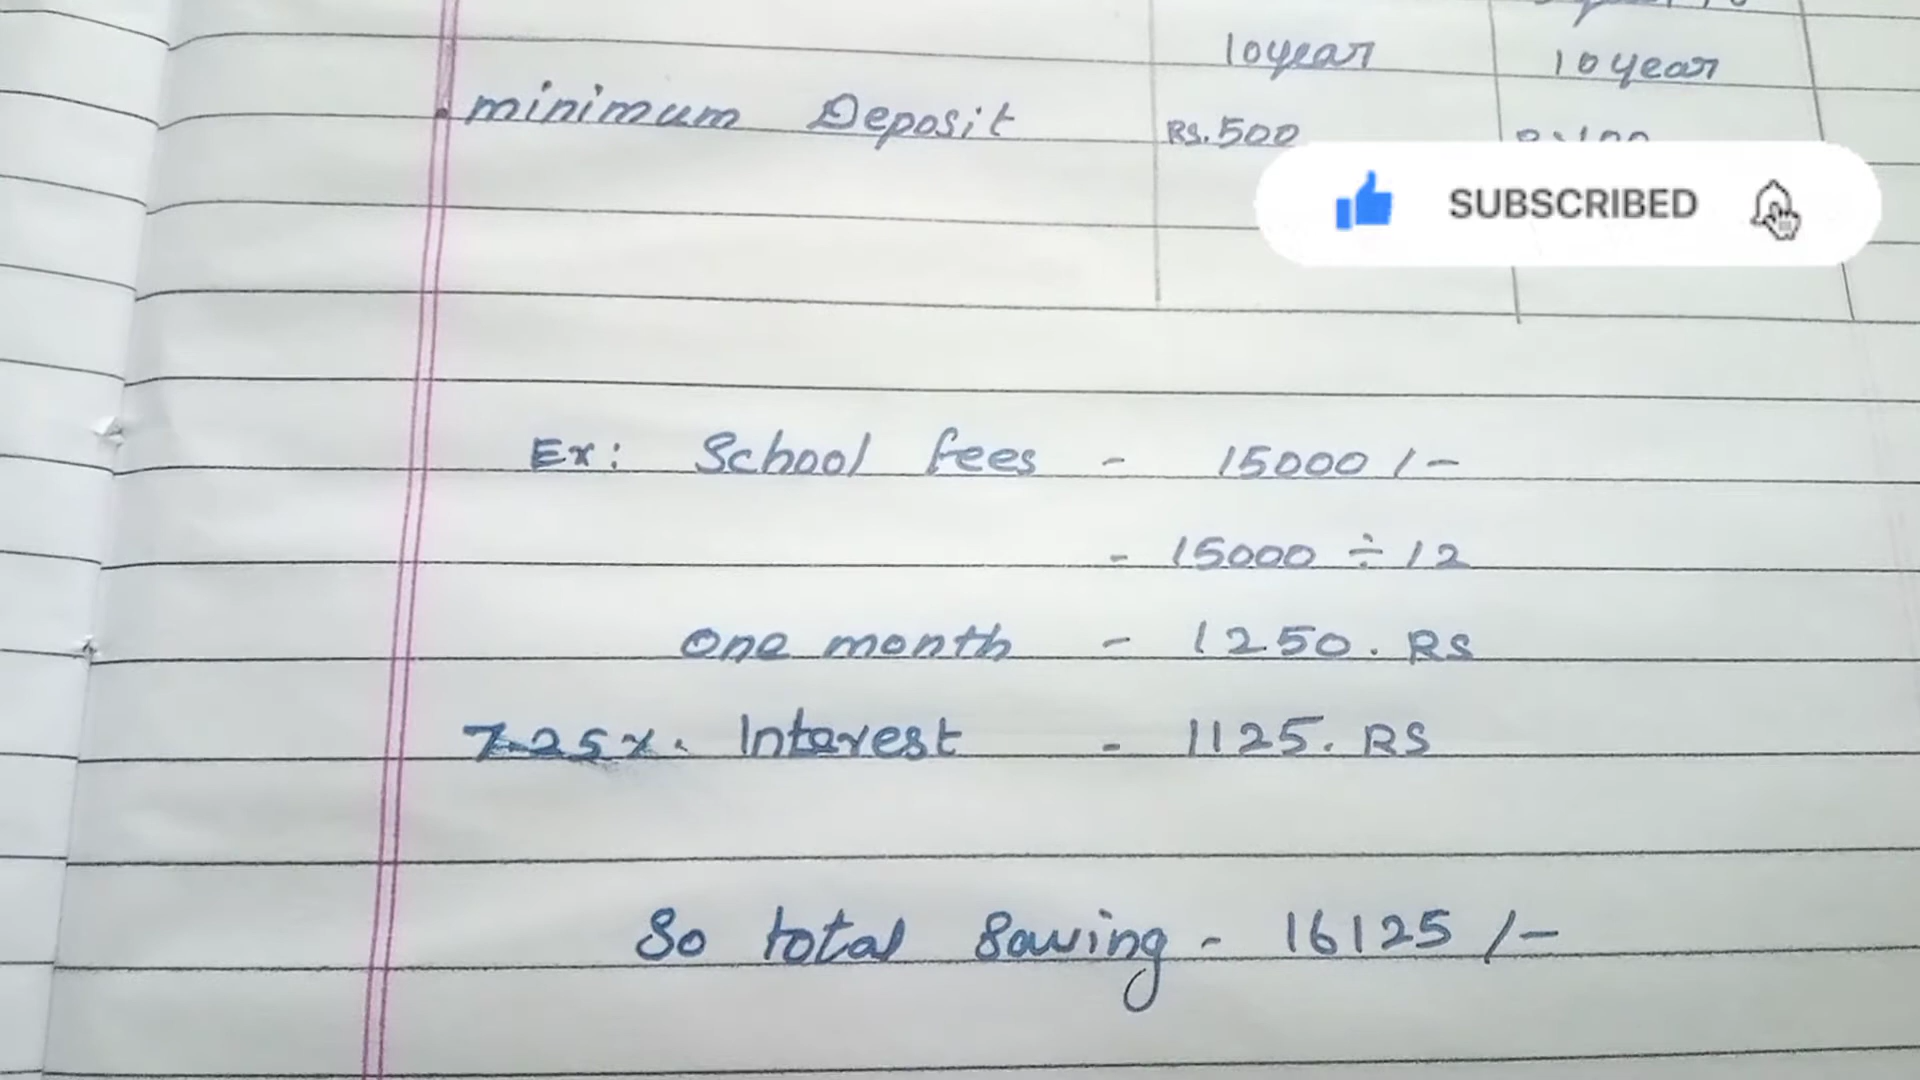 10year 10year
minimum Deposit RS.500
SUBSCRIBED
Ex: School fees - 15000/-
- 15000 ÷ 12
one month - 1250. RS
7.25%. Interest - 1125. RS
So total Saving - 16125/-